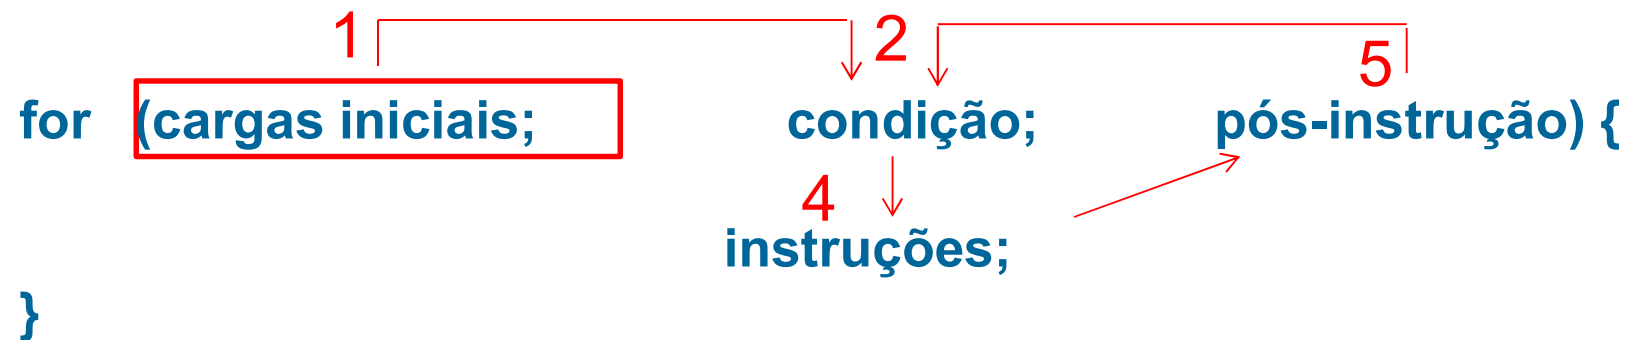 1 2 5
for (cargas iniciais; condição; pós-instrução) {
4
instruções;
}